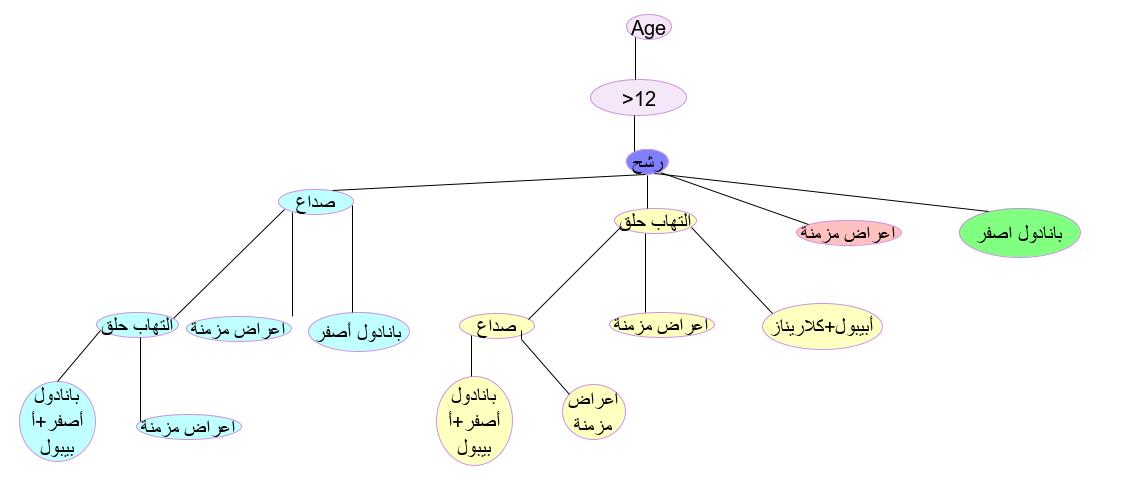 Age
>12
رشح
صداع
التهاب حلق
اعراض مزمنة
بانادول اصفر
التهاب حلق
اعراض مزمنة
بانادول أصفر
صداع
اعراض مزمنة
أبيبول+كلاريناز
بانادول
أصفر+أ
بيبول
اعراض مزمنة
بانادول
أصفر+أ
بيبول
اعراض
مزمنة